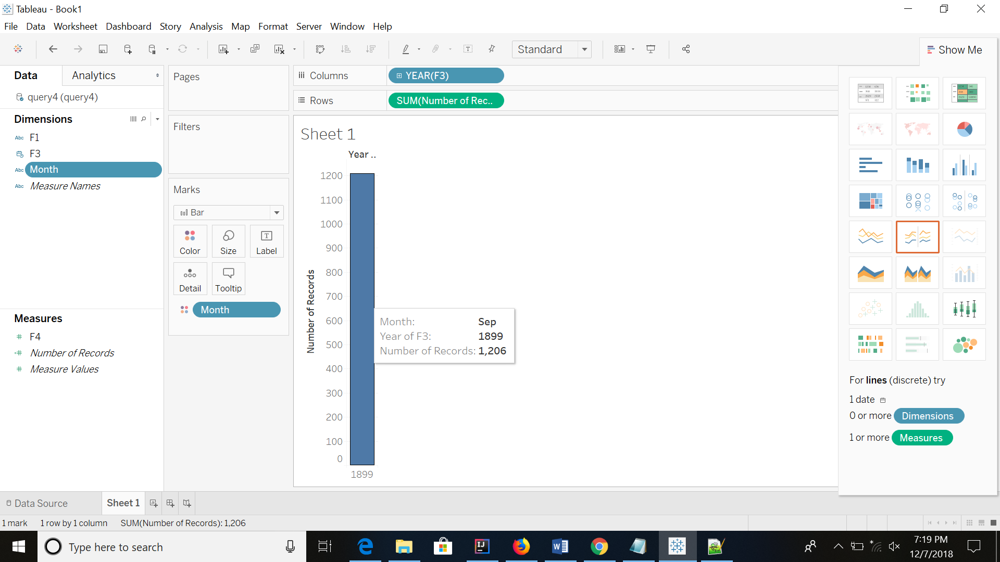 Tableau - Book1
File Data Worksheet Dashboard Story Analysis Map Format Server Window Help
Standard
Show Me
Data Analytics
query4 (query4)
Dimensions
Abc F1
F3
Abc Month
Abc Measure Names
Measures
F4
Number of Records
Measure Values
Pages
Filters
Marks
Bar
Color Size Label
Detail Tooltip
Month
Columns YEAR(F3)
Rows SUM(Number of Rec..
Sheet 1
Year ..
Number of Records
1200
1100
1000
900
800
700
600
500
400
300
200
100
0
1899
Month: Sep
Year of F3: 1899
Number of Records: 1,206
For lines (discrete) try
1 date
0 or more Dimensions
1 or more Measures
Data Source Sheet 1
1 mark 1 row by 1 column SUM(Number of Records): 1,206
Type here to search
7:19 PM
12/7/2018